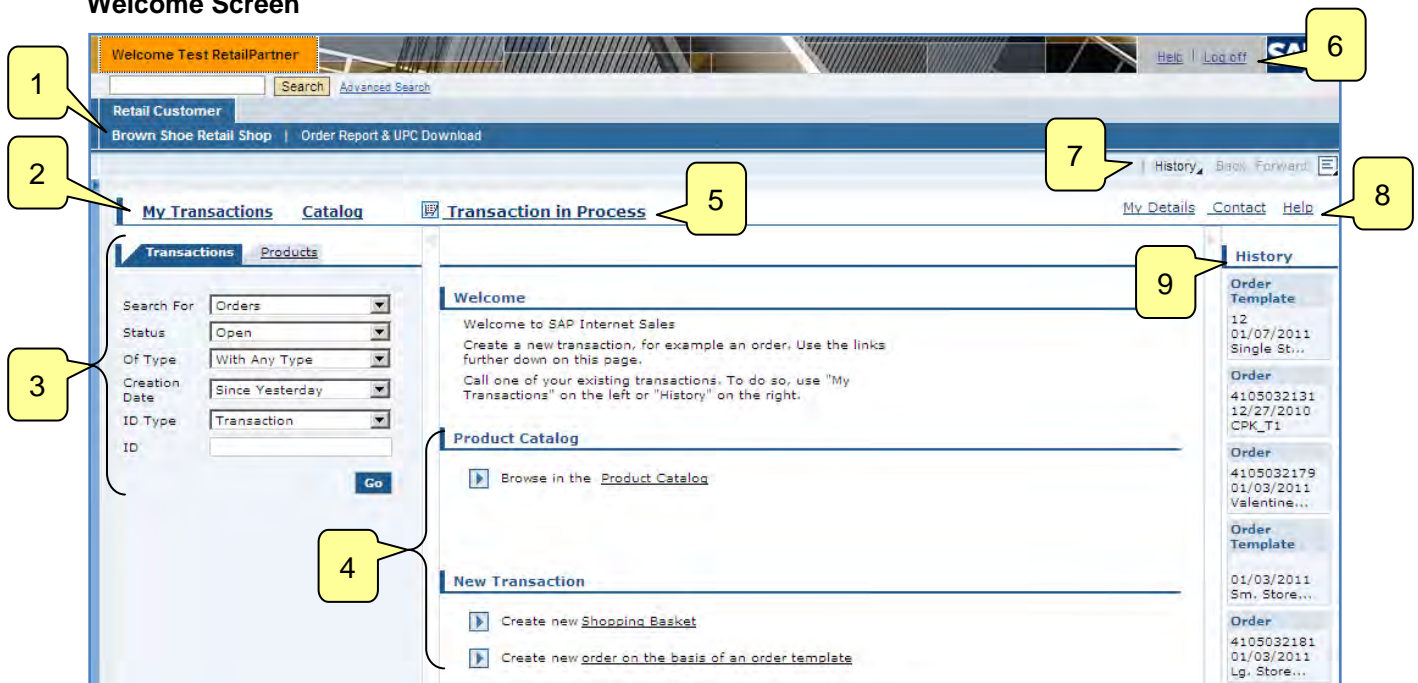 Welcome Screen
Welcome Test RetailPartner
Help | Log off
6
1
Search Advanced Search
Retail Customer
Brown Shoe Retail Shop | Order Report & UPC Download
7
| History Back Forward
2
My Transactions Catalog Transaction in Process
5
My Details Contact Help
8
Transactions Products
History
9
Search For Orders
Status Open
Of Type With Any Type
Creation Date Since Yesterday
ID Type Transaction
ID
Go
3
Welcome
Welcome to SAP Internet Sales
Create a new transaction, for example an order. Use the links
further down on this page.
Call one of your existing transactions. To do so, use "My
Transactions" on the left or "History" on the right.
Product Catalog
Browse in the Product Catalog
4
New Transaction
Create new Shopping Basket
Create new order on the basis of an order template
Order
Template
12
01/07/2011
Single St...
Order
4105032131
12/27/2010
CPK_T1
Order
4105032179
01/03/2011
Valentine...
Order
Template
01/03/2011
Sm. Store...
Order
4105032181
01/03/2011
Lg. Store...